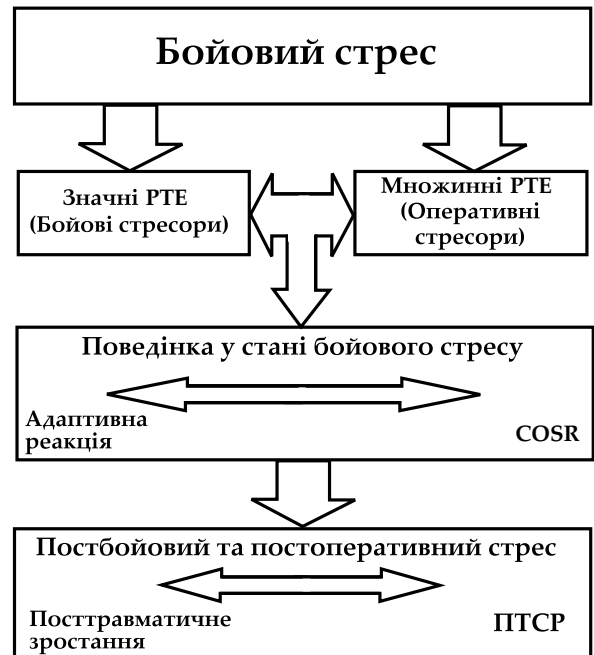 Бойовий стрес
Значні PTE
(Бойові стресори)
Множинні PTE
(Оперативні
стресори)
Поведінка у стані бойового стресу
Адаптивна
реакція
COSR
Постбойовий та постоперативний стрес
Посттравматичне
зростання
ПТСР